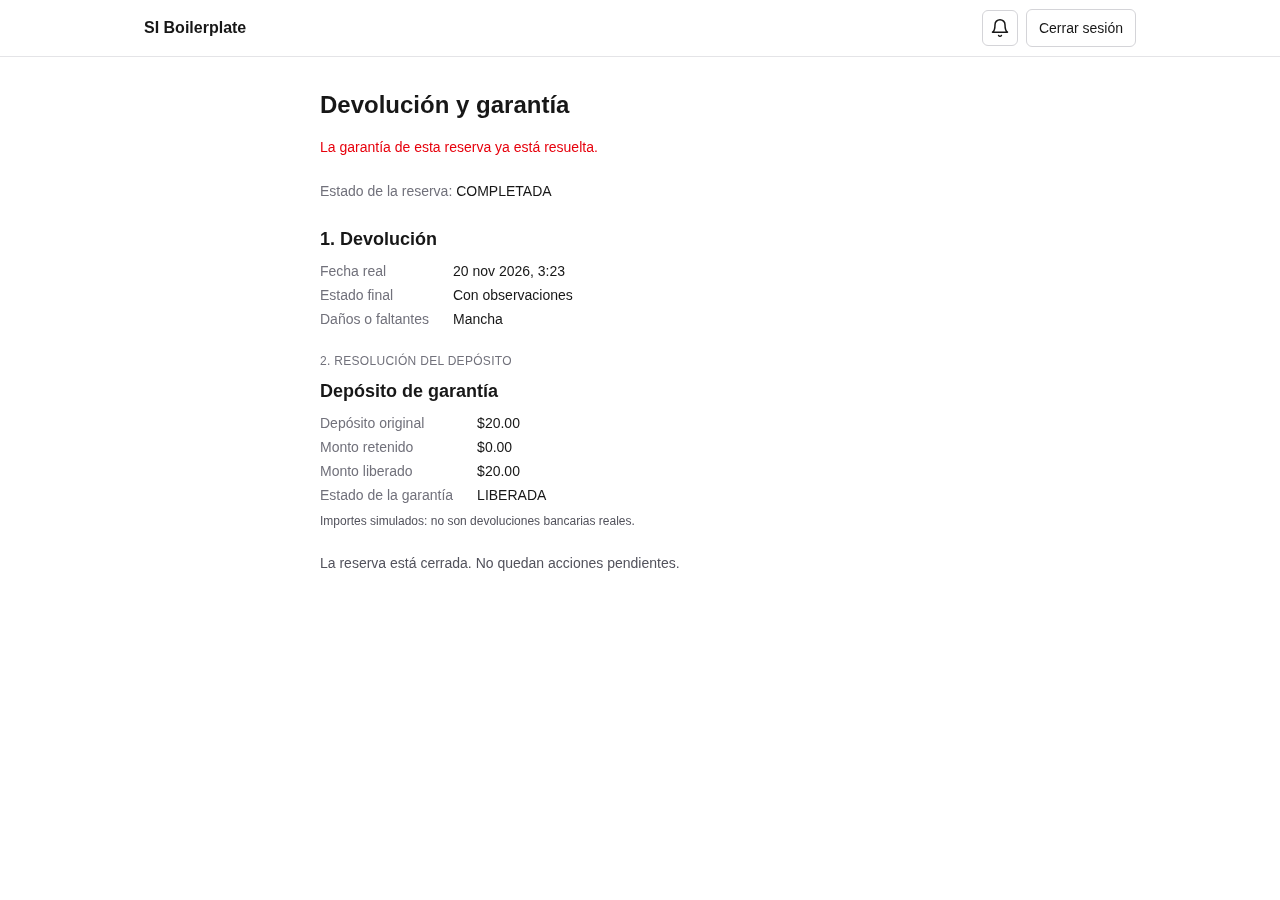 SI Boilerplate
Cerrar sesión
Devolución y garantía
La garantía de esta reserva ya está resuelta.
Estado de la reserva: COMPLETADA
1. Devolución
Fecha real 20 nov 2026, 3:23
Estado final Con observaciones
Daños o faltantes Mancha
2. RESOLUCIÓN DEL DEPÓSITO
Depósito de garantía
Depósito original $20.00
Monto retenido $0.00
Monto liberado $20.00
Estado de la garantía LIBERADA
Importes simulados: no son devoluciones bancarias reales.
La reserva está cerrada. No quedan acciones pendientes.